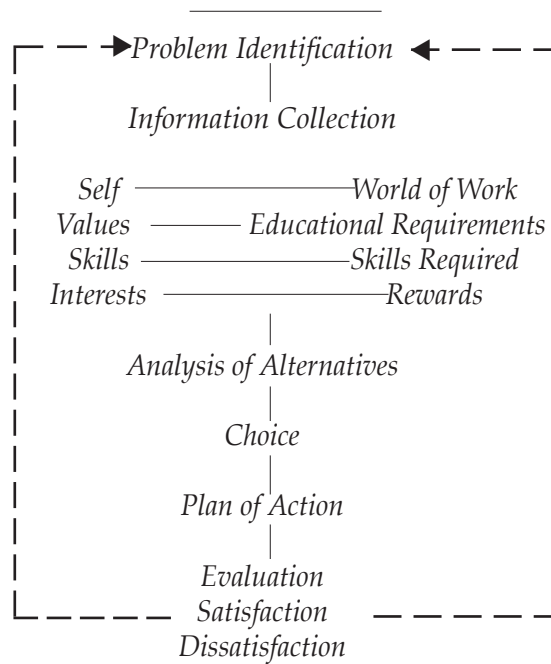 Problem Identification
Information Collection
Self World of Work
Values Educational Requirements
Skills Skills Required
Interests Rewards
Analysis of Alternatives
Choice
Plan of Action
Evaluation
Satisfaction
Dissatisfaction